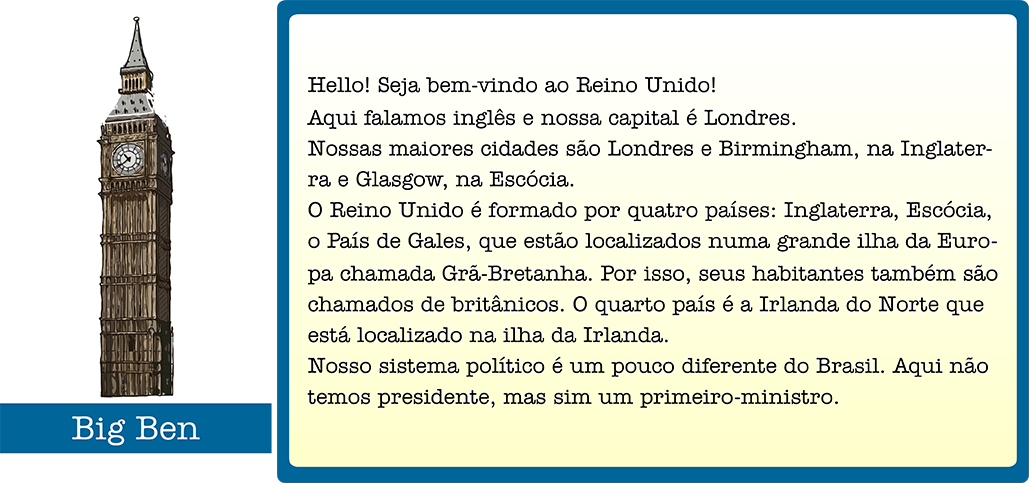 Hello! Seja bem-vindo ao Reino Unido!
Aqui falamos inglês e nossa capital é Londres.
Nossas maiores cidades são Londres e Birmingham, na Inglater-
ra e Glasgow, na Escócia.
O Reino Unido é formado por quatro países: Inglaterra, Escócia,
o País de Gales, que estão localizados numa grande ilha da Euro-
pa chamada Grã-Bretanha. Por isso, seus habitantes também são
chamados de britânicos. O quarto país é a Irlanda do Norte que
está localizado na ilha da Irlanda.
Nosso sistema político é um pouco diferente do Brasil. Aqui não
temos presidente, mas sim um primeiro-ministro.
Big Ben